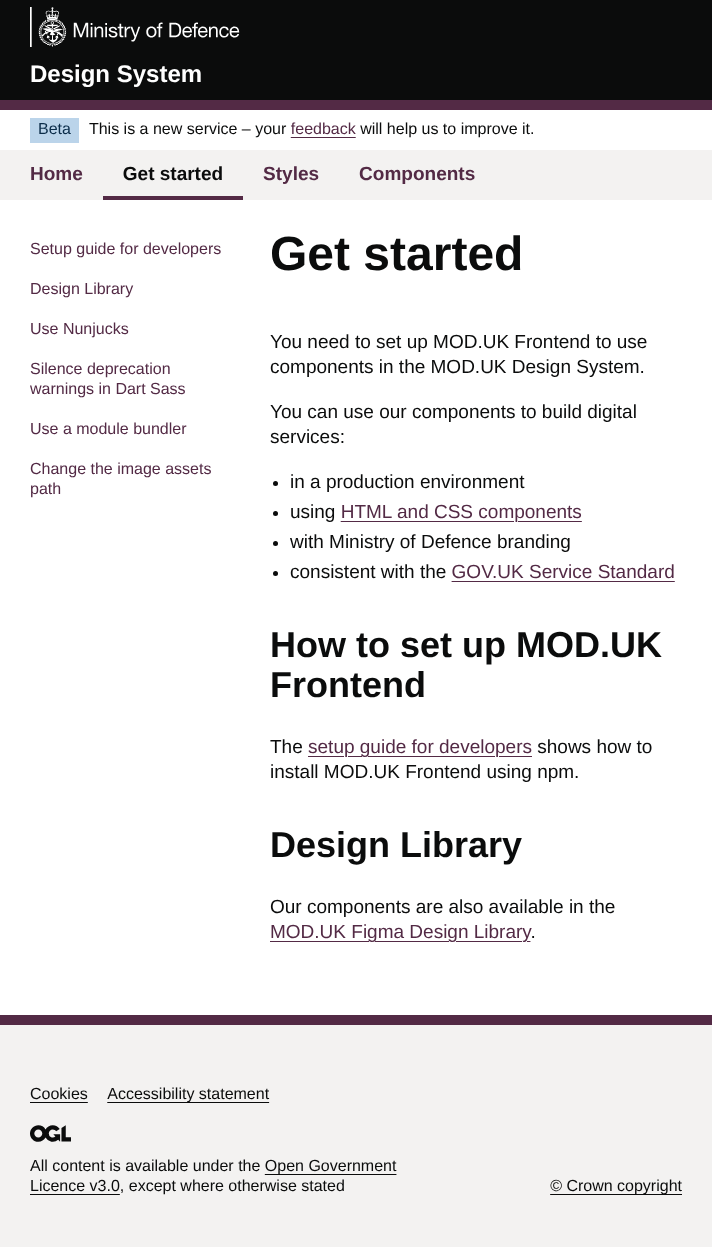 Ministry of Defence
Design System
Beta This is a new service – your feedback will help us to improve it.
Home Get started Styles Components
Setup guide for developers
Design Library
Use Nunjucks
Silence deprecation
warnings in Dart Sass
Use a module bundler
Change the image assets
path
Get started
You need to set up MOD.UK Frontend to use
components in the MOD.UK Design System.
You can use our components to build digital
services:
• in a production environment
• using HTML and CSS components
• with Ministry of Defence branding
• consistent with the GOV.UK Service Standard
How to set up MOD.UK
Frontend
The setup guide for developers shows how to
install MOD.UK Frontend using npm.
Design Library
Our components are also available in the
MOD.UK Figma Design Library.
Cookies Accessibility statement
OGL
All content is available under the Open Government
Licence v3.0, except where otherwise stated
© Crown copyright